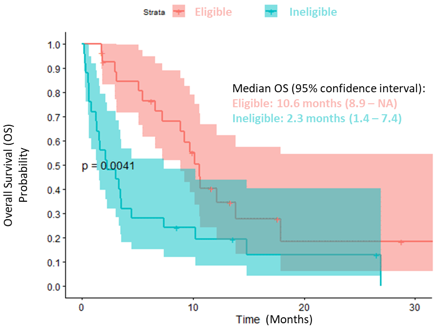 Strata Eligible Ineligible
Median OS (95% confidence interval):
Eligible: 10.6 months (8.9 – NA)
Ineligible: 2.3 months (1.4 – 7.4)
p = 0.0041
Overall Survival (OS)
Probability
1.0
0.9
0.8
0.7
0.6
0.5
0.4
0.3
0.2
0.1
0.0
0 10 20 30
Time (Months)